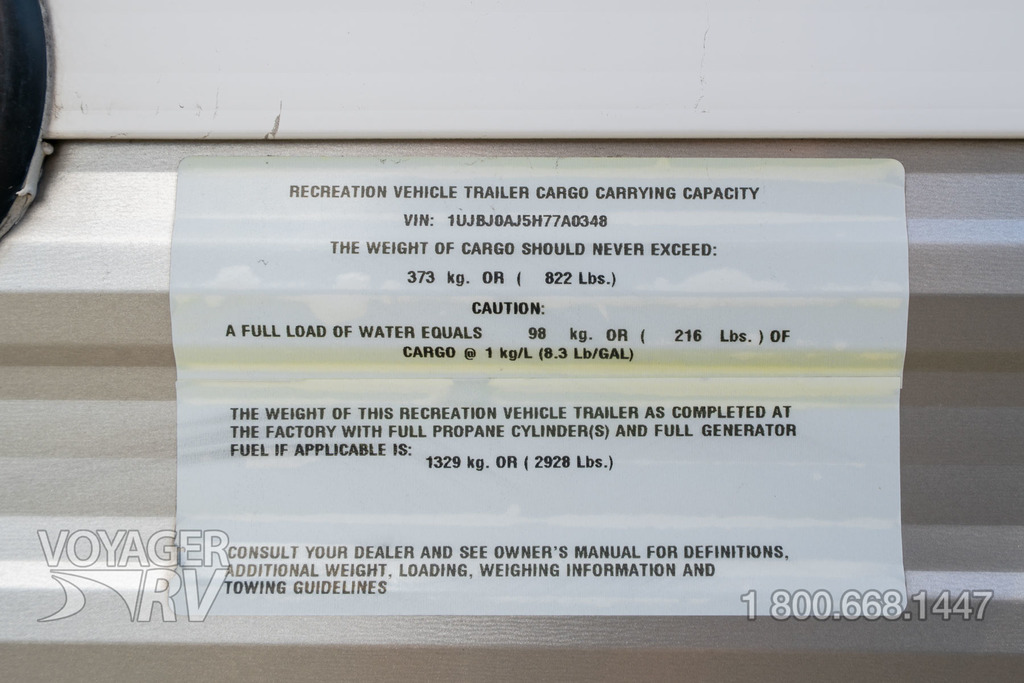 RECREATION VEHICLE TRAILER CARGO CARRYING CAPACITY
VIN: 1UJBJ0AJ5H77A0348
THE WEIGHT OF CARGO SHOULD NEVER EXCEED:
373 kg. OR ( 822 Lbs.)
CAUTION:
A FULL LOAD OF WATER EQUALS 98 kg. OR ( 216 Lbs. ) OF
CARGO @ 1 kg/L (8.3 Lb/GAL)
THE WEIGHT OF THIS RECREATION VEHICLE TRAILER AS COMPLETED AT
THE FACTORY WITH FULL PROPANE CYLINDER(S) AND FULL GENERATOR
FUEL IF APPLICABLE IS:
1329 kg. OR ( 2928 Lbs.)
CONSULT YOUR DEALER AND SEE OWNER'S MANUAL FOR DEFINITIONS,
ADDITIONAL WEIGHT, LOADING, WEIGHING INFORMATION AND
TOWING GUIDELINES
VOYAGER
RV
1 800.668.1447